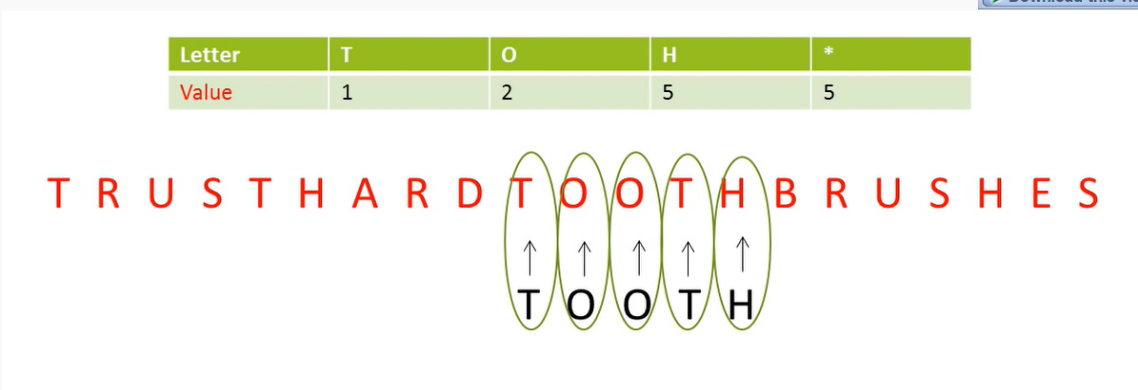 Letter T O H *
Value 1 2 5 5
T R U S T H A R D T O O T H B R U S H E S
T O O T H